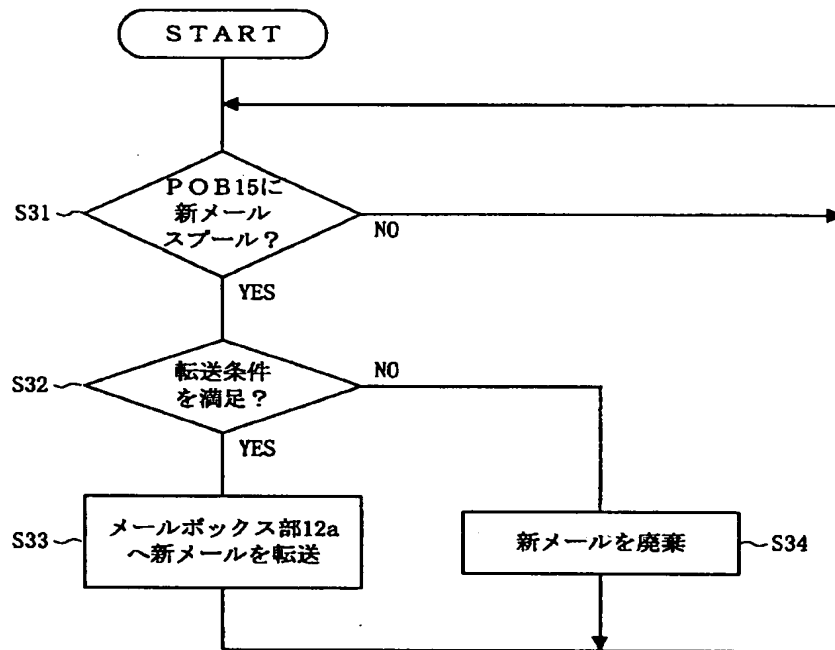 START
POB15に
新メール
スプール?
S31
NO
YES
転送条件
を満足?
S32
NO
YES
メールボックス部12a
へ新メールを転送
S33
新メールを廃棄
S34